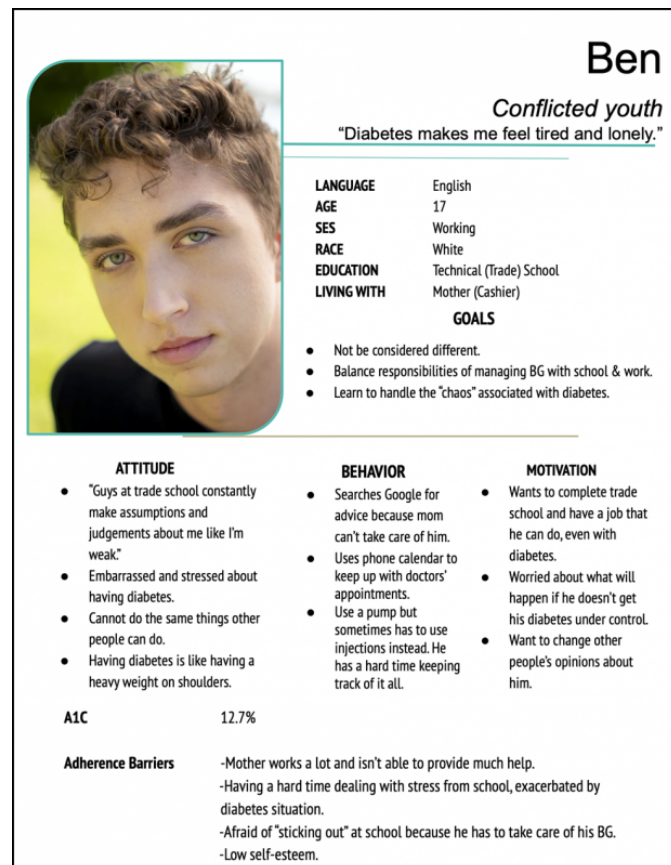 Ben
Conflicted youth
“Diabetes makes me feel tired and lonely.”
LANGUAGE English
AGE 17
SES Working
RACE White
EDUCATION Technical (Trade) School
LIVING WITH Mother (Cashier)
GOALS
● Not be considered different.
● Balance responsibilities of managing BG with school & work.
● Learn to handle the “chaos” associated with diabetes.
ATTITUDE
● “Guys at trade school constantly
make assumptions and
judgements about me like I’m
weak.”
● Embarrassed and stressed about
having diabetes.
● Cannot do the same things other
people can do.
● Having diabetes is like having a
heavy weight on shoulders.
BEHAVIOR
● Searches Google for
advice because mom
can’t take care of him.
● Uses phone calendar to
keep up with doctors’
appointments.
● Use a pump but
sometimes has to use
injections instead. He
has a hard time keeping
track of it all.
MOTIVATION
● Wants to complete trade
school and have a job that
he can do, even with
diabetes.
● Worried about what will
happen if he doesn’t get
his diabetes under control.
● Want to change other
people’s opinions about
him.
A1C 12.7%
Adherence Barriers -Mother works a lot and isn’t able to provide much help.
-Having a hard time dealing with stress from school, exacerbated by
diabetes situation.
-Afraid of “sticking out” at school because he has to take care of his BG.
-Low self-esteem.